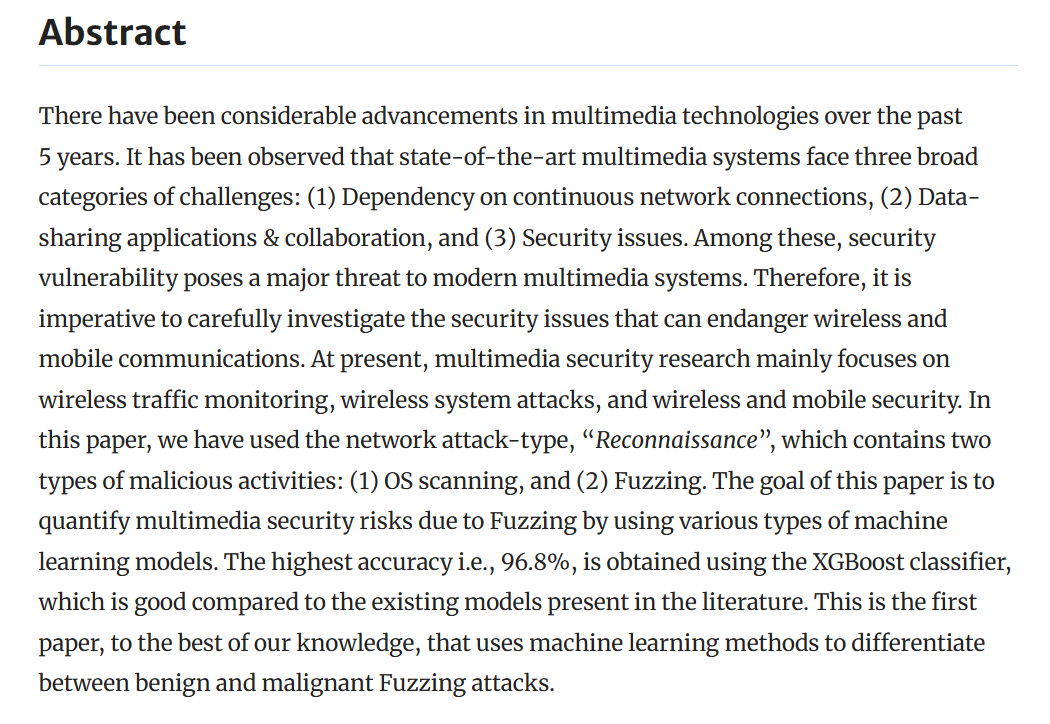 Abstract
There have been considerable advancements in multimedia technologies over the past
5 years. It has been observed that state-of-the-art multimedia systems face three broad
categories of challenges: (1) Dependency on continuous network connections, (2) Data-
sharing applications & collaboration, and (3) Security issues. Among these, security
vulnerability poses a major threat to modern multimedia systems. Therefore, it is
imperative to carefully investigate the security issues that can endanger wireless and
mobile communications. At present, multimedia security research mainly focuses on
wireless traffic monitoring, wireless system attacks, and wireless and mobile security. In
this paper, we have used the network attack-type, “Reconnaissance”, which contains two
types of malicious activities: (1) OS scanning, and (2) Fuzzing. The goal of this paper is to
quantify multimedia security risks due to Fuzzing by using various types of machine
learning models. The highest accuracy i.e., 96.8%, is obtained using the XGBoost classifier,
which is good compared to the existing models present in the literature. This is the first
paper, to the best of our knowledge, that uses machine learning methods to differentiate
between benign and malignant Fuzzing attacks.